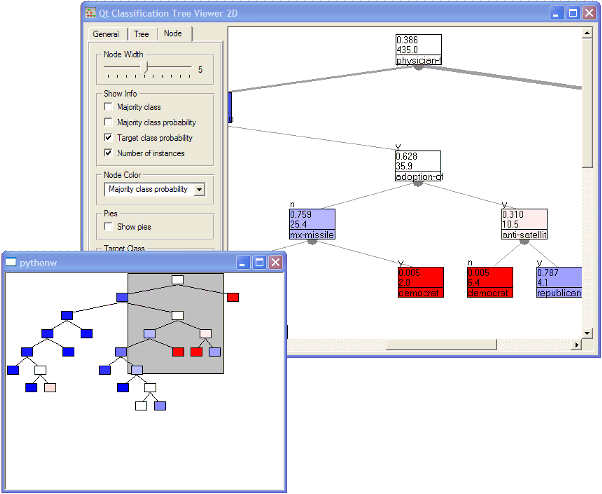 Qt Classification Tree Viewer 2D
General Tree Node
Node Width
5
Show Info
Majority class
Majority class probability
Target class probability
Number of instances
Node Color
Majority class probability
Pies
Show pies
Target Class
0.386
435.0
physician-f
y
0.628
35.9
adoption-of
n
0.759
25.4
mx-missile
y
0.310
10.5
anti-satellit
y
0.005
2.6
democrat
n
0.005
6.4
democrat
y
0.787
4.1
republican
pythonw